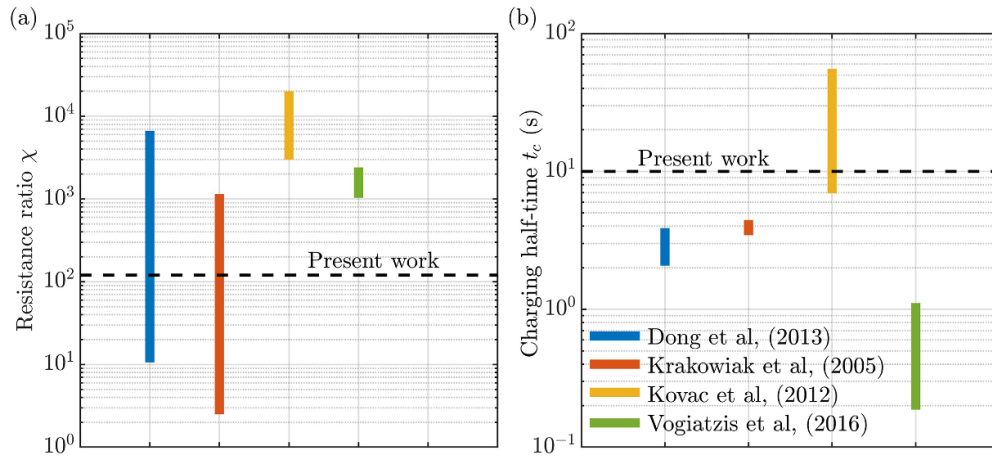 (a)
10^5
10^4
10^3
10^2
10^1
10^0
Resistance ratio χ
Present work
(b)
10^2
10^1
10^0
10^-1
Charging half-time t_c (s)
Present work
Dong et al, (2013)
Krakowiak et al, (2005)
Kovac et al, (2012)
Vogiatzis et al, (2016)